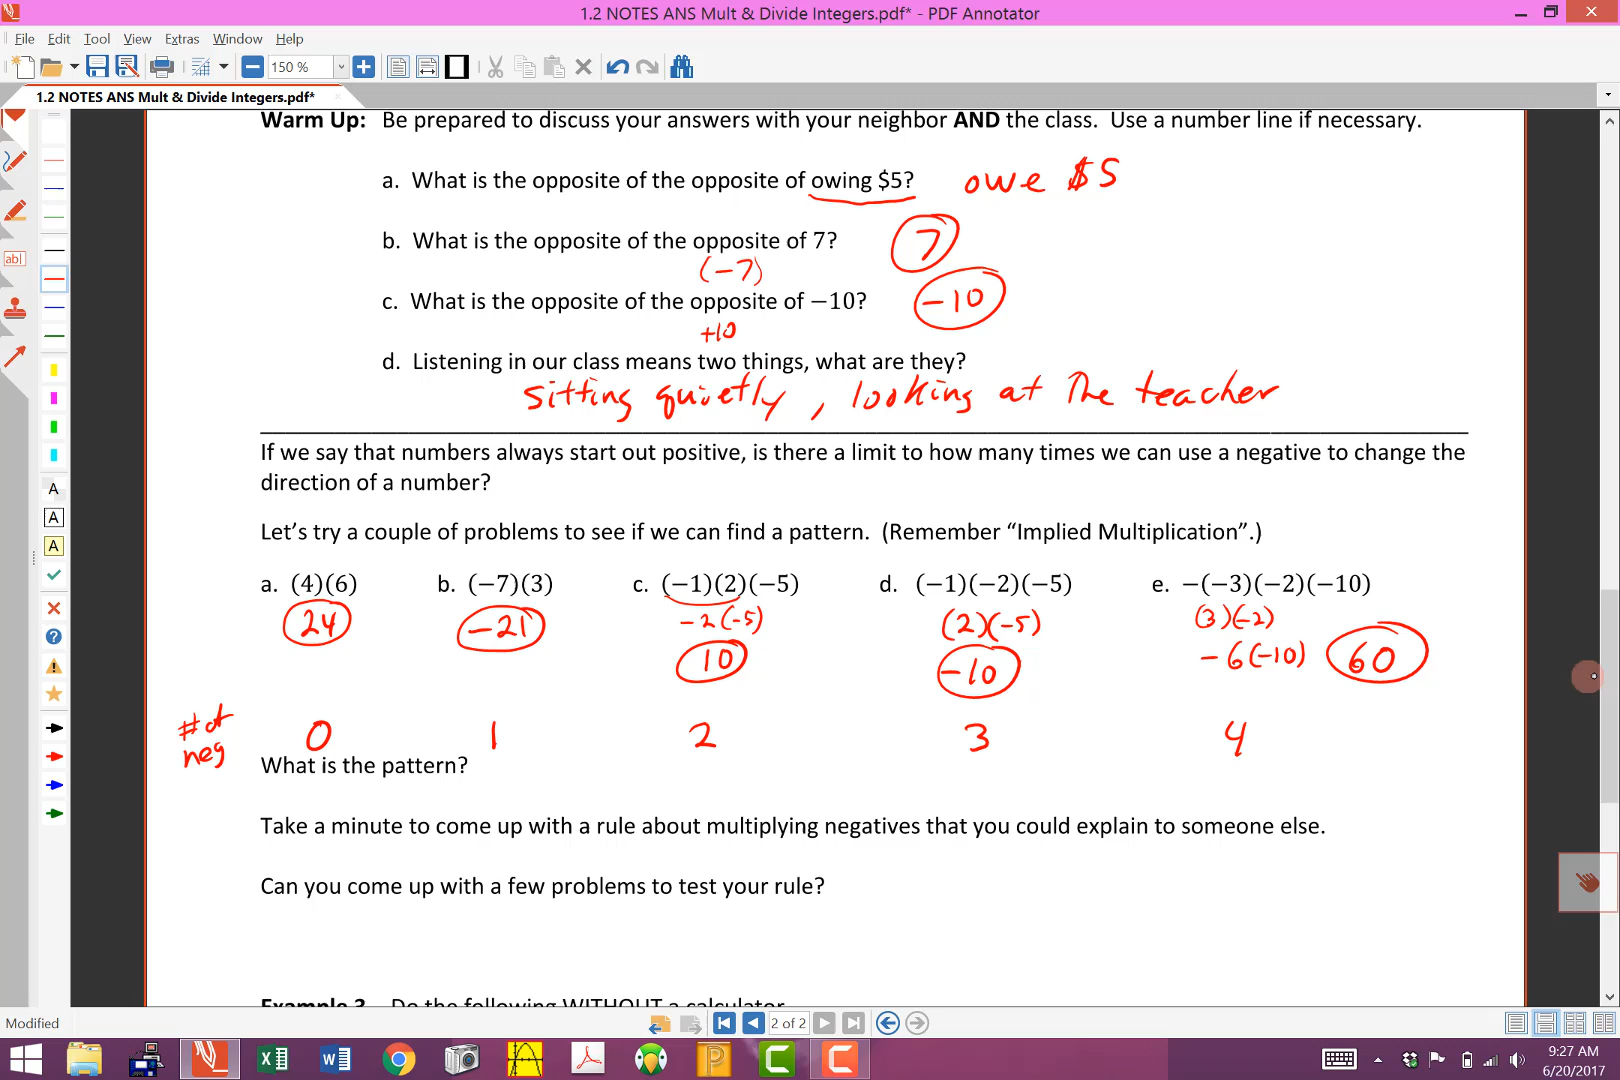 1.2 NOTES ANS Mult & Divide Integers.pdf* - PDF Annotator
File Edit Tool View Extras Window Help
150 %
1.2 NOTES ANS Mult & Divide Integers.pdf*
Warm Up: Be prepared to discuss your answers with your neighbor AND the class. Use a number line if necessary.
a. What is the opposite of the opposite of owing $5? owe $5
b. What is the opposite of the opposite of 7? 7
(-7)
c. What is the opposite of the opposite of −10? -10
+10
d. Listening in our class means two things, what are they?
sitting quietly, looking at the teacher
If we say that numbers always start out positive, is there a limit to how many times we can use a negative to change the
direction of a number?
Let's try a couple of problems to see if we can find a pattern. (Remember “Implied Multiplication”.)
a. (4)(6) b. (−7)(3) c. (−1)(2)(−5) d. (−1)(−2)(−5) e. −(−3)(−2)(−10)
24 -21 -2(-5) (2)(-5) (3)(-2)
10 -10 -6(-10) 60
# of
neg 0 1 2 3 4
What is the pattern?
Take a minute to come up with a rule about multiplying negatives that you could explain to someone else.
Can you come up with a few problems to test your rule?
Example 3 Do the following WITHOUT a calculator
Modified 2 of 2
9:27 AM
6/20/2017
ab|
A
A
A